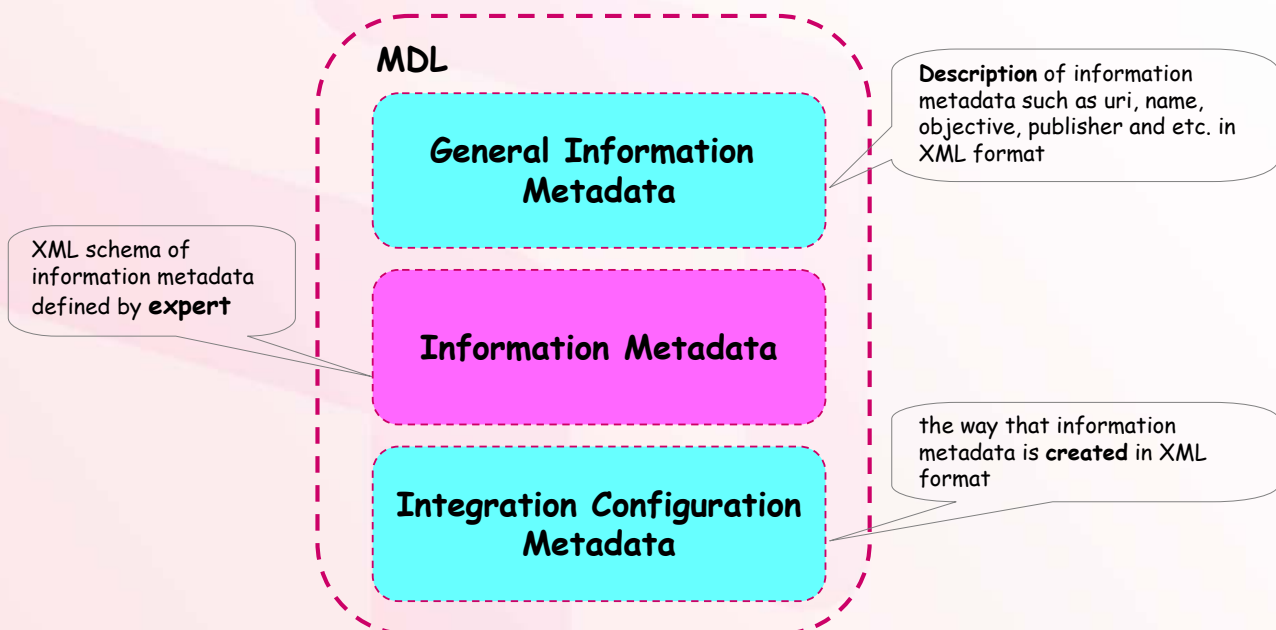 MDL
General Information
Metadata
Description of information
metadata such as uri, name,
objective, publisher and etc. in
XML format
XML schema of
information metadata
defined by expert
Information Metadata
the way that information
metadata is created in XML
format
Integration Configuration
Metadata